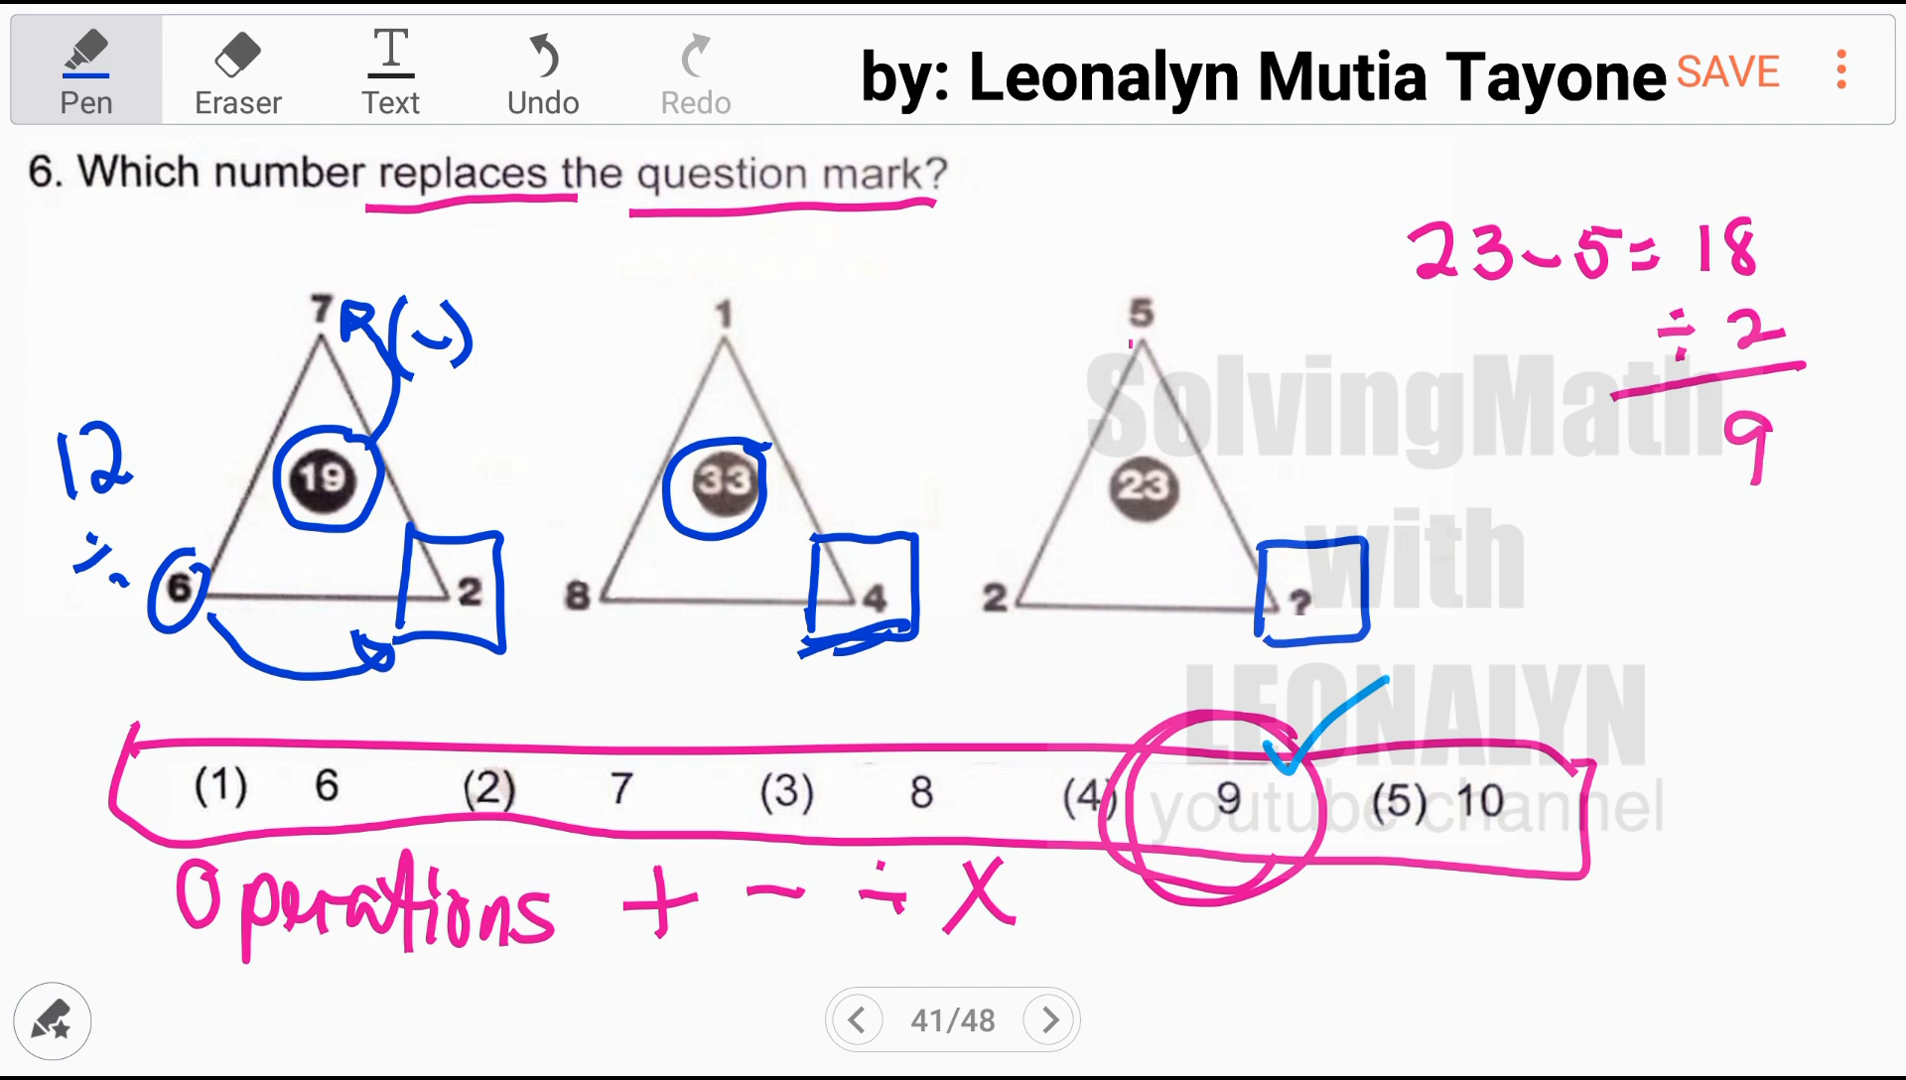 Pen Eraser Text Undo Redo by: Leonalyn Mutia Tayone SAVE
6. Which number replaces the question mark?
23-5=18
÷ 2
9
7 (-) 1 5
SolvingMath
12 19 33 23
with
÷ 6 2 8 4 2 ?
LEONALYN
(1) 6 (2) 7 (3) 8 (4) 9 (5) 10
youtube channel
Operations + - ÷ X
41/48